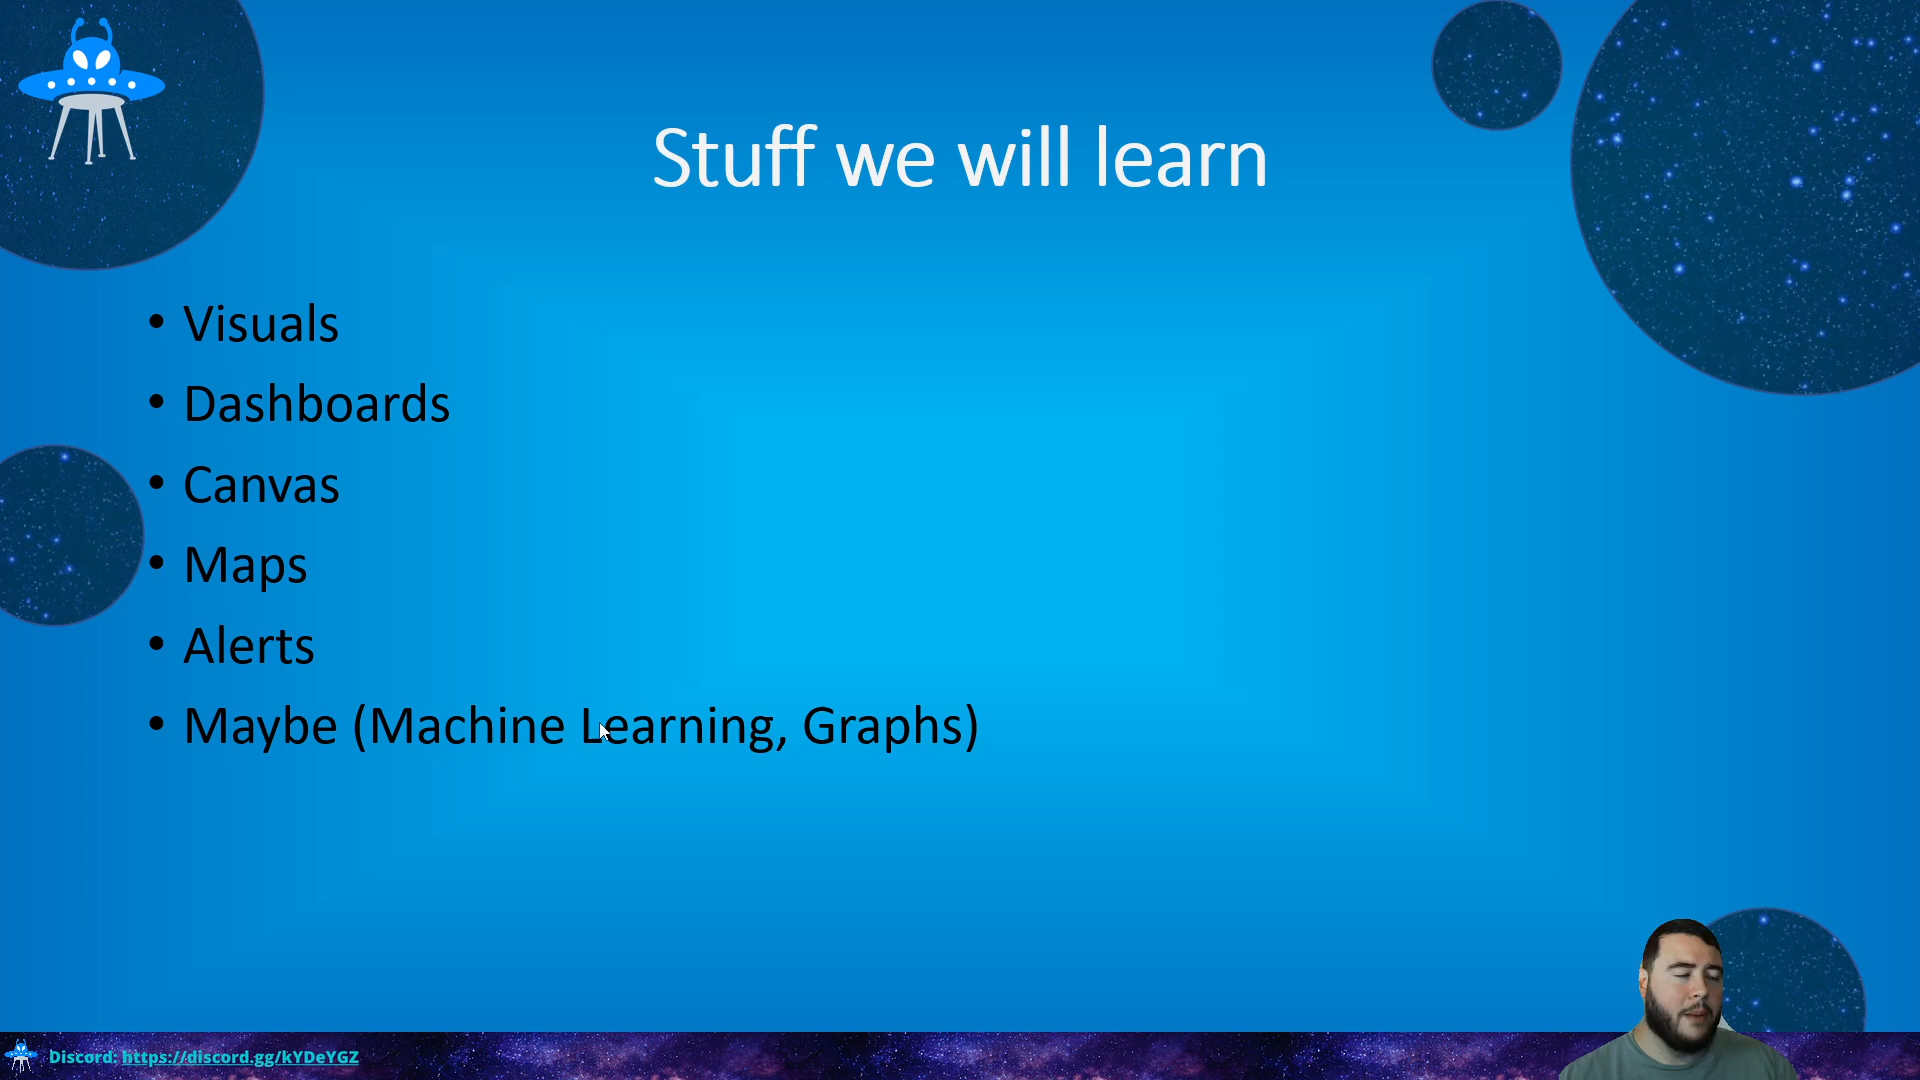 Stuff we will learn
• Visuals
• Dashboards
• Canvas
• Maps
• Alerts
• Maybe (Machine Learning, Graphs)
Discord: https://discord.gg/kYDeYGZ